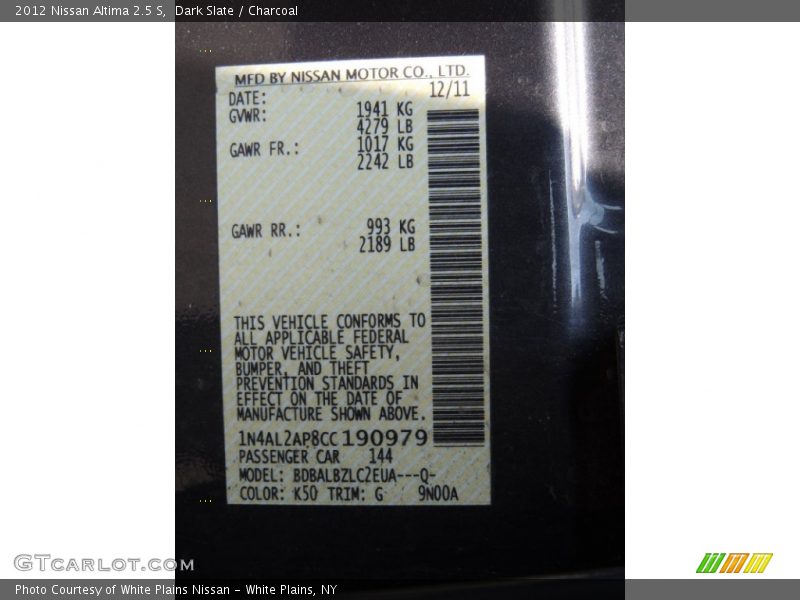 2012 Nissan Altima 2.5 S,  Dark Slate / Charcoal
MFD BY NISSAN MOTOR CO., LTD.
DATE: 12/11
GVWR: 1941 KG
4279 LB
GAWR FR.: 1017 KG
2242 LB
GAWR RR.: 993 KG
2189 LB
THIS VEHICLE CONFORMS TO
ALL APPLICABLE FEDERAL
MOTOR VEHICLE SAFETY,
BUMPER, AND THEFT
PREVENTION STANDARDS IN
EFFECT ON THE DATE OF
MANUFACTURE SHOWN ABOVE.
1N4AL2AP8CC190979
PASSENGER CAR 144
MODEL: BDBALBZLC2EUA---Q-
COLOR: K50 TRIM: G 9N00A
GTCARLOT.COM
Photo Courtesy of White Plains Nissan - White Plains, NY